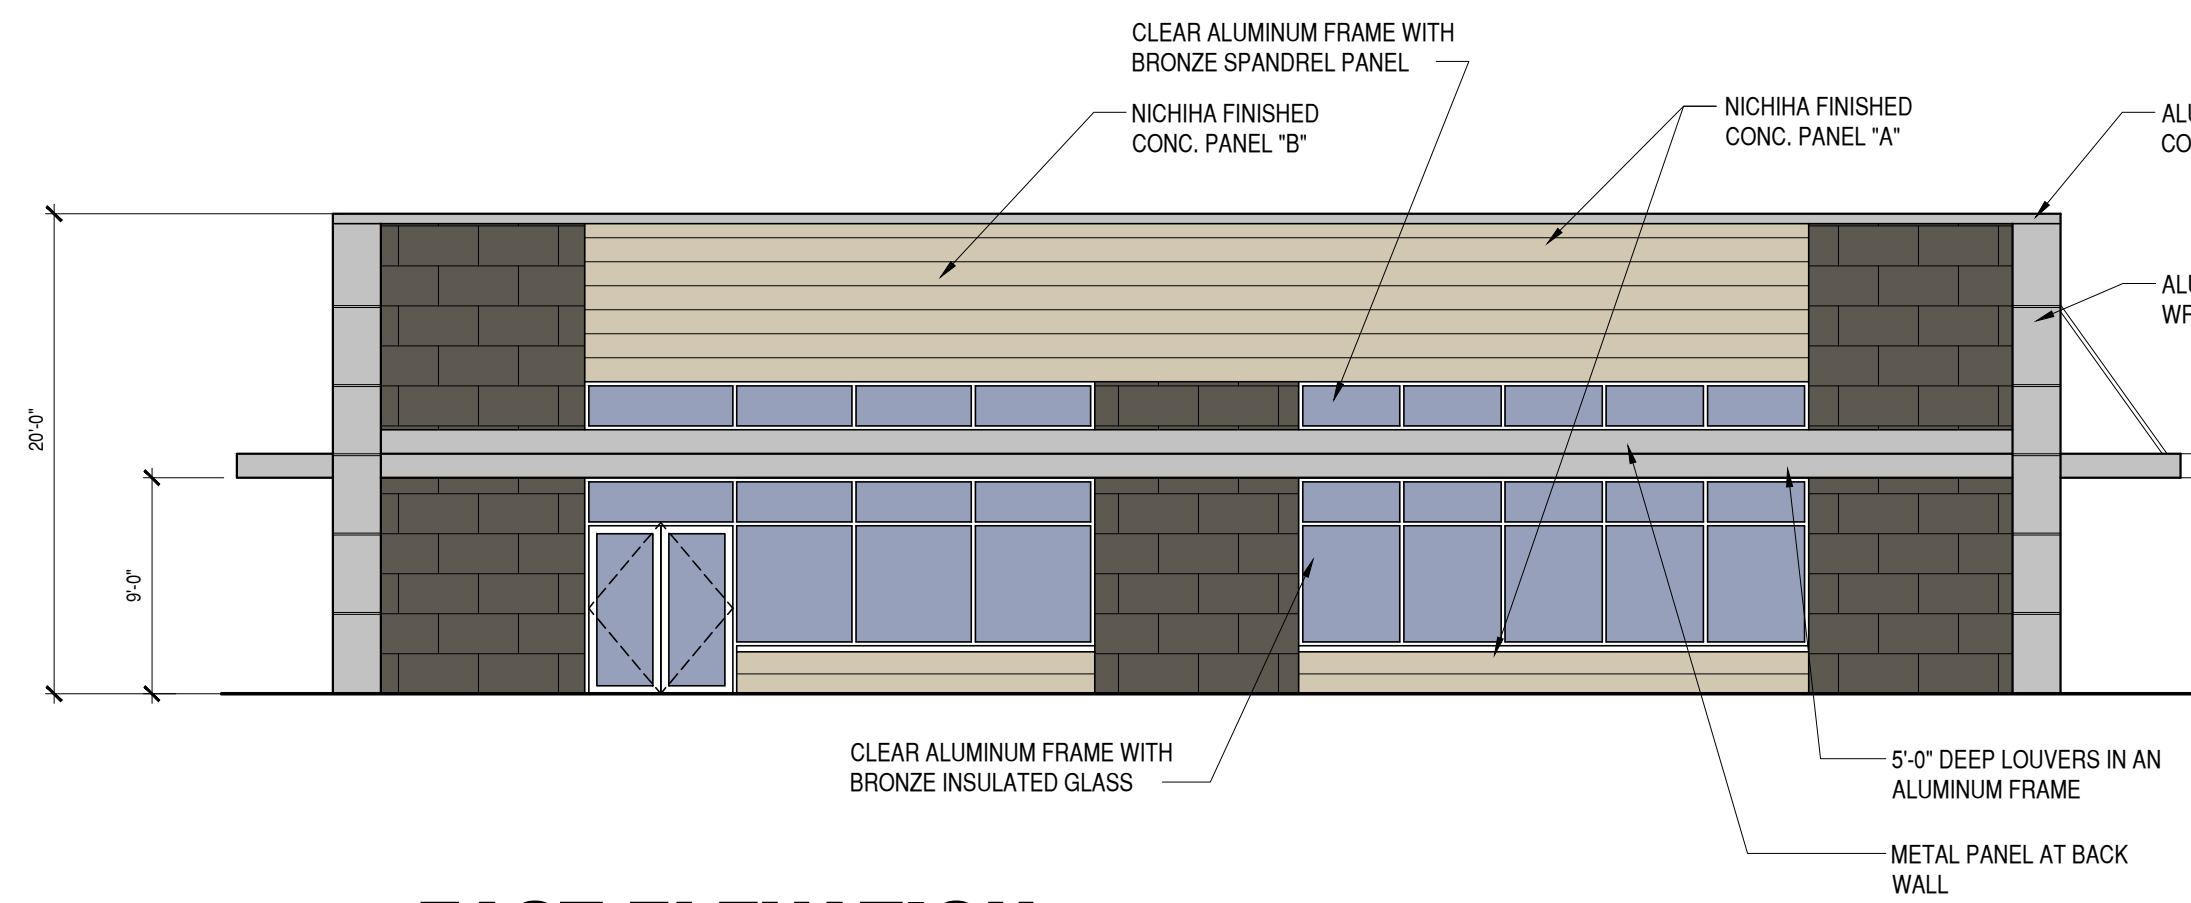 CLEAR ALUMINUM FRAME WITH
BRONZE SPANDREL PANEL
NICHIHA FINISHED
CONC. PANEL "B"
NICHIHA FINISHED
CONC. PANEL "A"
20'-0"
9'-0"
CLEAR ALUMINUM FRAME WITH
BRONZE INSULATED GLASS
5'-0" DEEP LOUVERS IN AN
ALUMINUM FRAME
METAL PANEL AT BACK
WALL